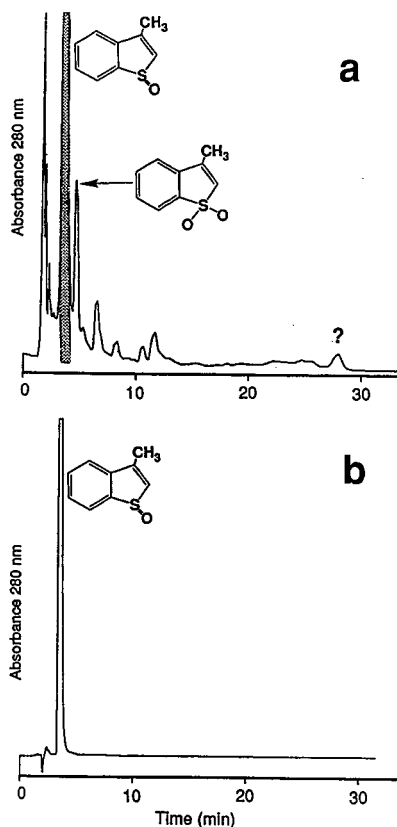 CH₃
a
S
O
CH₃
S
O O
Absorbance 280 nm
?
0 10 20 30
CH₃
b
S
O
Absorbance 280 nm
0 10 20 30
Time (min)